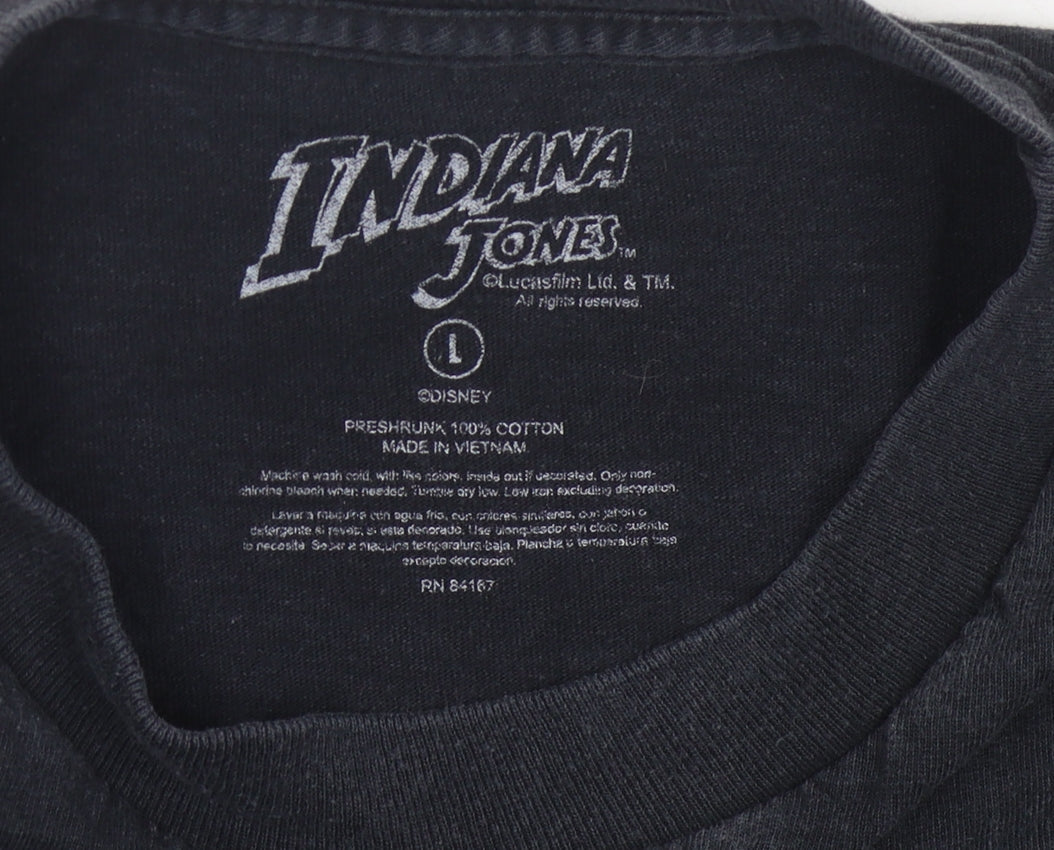 INDIANA
JONES™
©Lucasfilm Ltd. & TM.
All rights reserved.
L
©DISNEY
PRESHRUNK 100% COTTON
MADE IN VIETNAM
Machine wash cold, with like colors, inside out if decorated. Only non-
chlorine bleach when needed. Tumble dry low. Low iron excluding decoration.
Lavar a maquina con agua fria, con colores similares, con jabon o
detergente al reves, si esta decorado. Use blanqueador sin cloro, cuando
lo necesite. Secar a maquina temperatura baja. Plancha a temperatura baja
excepto decoracion.
RN 84167